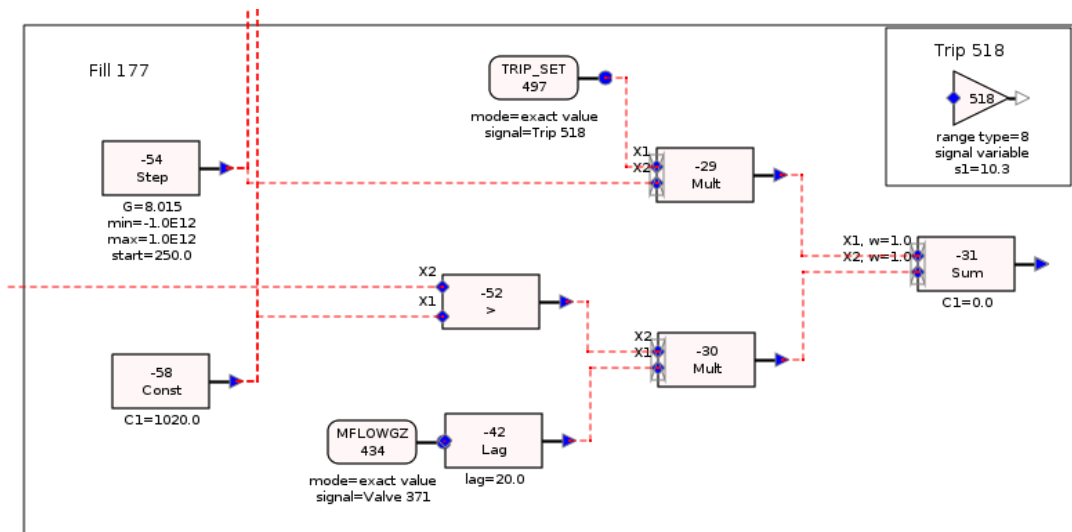 Fill 177
Trip 518
518
range type=8
signal variable
s1=10.3
TRIP_SET
497
mode=exact value
signal=Trip 518
-54
Step
G=8.015
min=-1.0E12
max=1.0E12
start=250.0
X1
X2
-29
Mult
X1, w=1.0
X2, w=1.0
-31
Sum
C1=0.0
X2
X1
-52
>
X2
X1
-30
Mult
-58
Const
C1=1020.0
MFLOWGZ
434
mode=exact value
signal=Valve 371
-42
Lag
lag=20.0